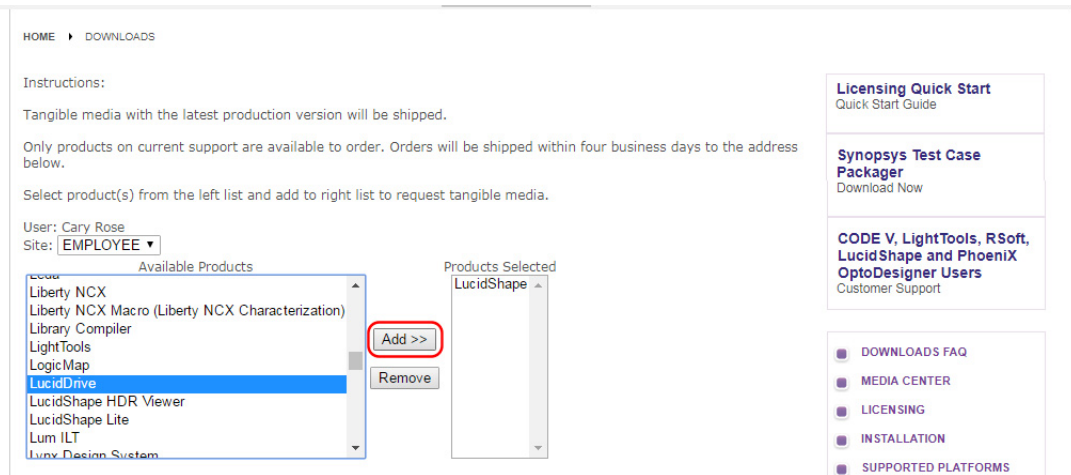 HOME ▸ DOWNLOADS
Instructions:
Tangible media with the latest production version will be shipped.
Only products on current support are available to order. Orders will be shipped within four business days to the address
below.
Select product(s) from the left list and add to right list to request tangible media.
User: Cary Rose
Site: EMPLOYEE ▼
Available Products
Products Selected
Leda
Liberty NCX
Liberty NCX Macro (Liberty NCX Characterization)
Library Compiler
LightTools
LogicMap
LucidDrive
LucidShape HDR Viewer
LucidShape Lite
Lum ILT
Lynx Design System
Add >>
Remove
LucidShape
Licensing Quick Start
Quick Start Guide
Synopsys Test Case
Packager
Download Now
CODE V, LightTools, RSoft,
LucidShape and PhoeniX
OptoDesigner Users
Customer Support
DOWNLOADS FAQ
MEDIA CENTER
LICENSING
INSTALLATION
SUPPORTED PLATFORMS